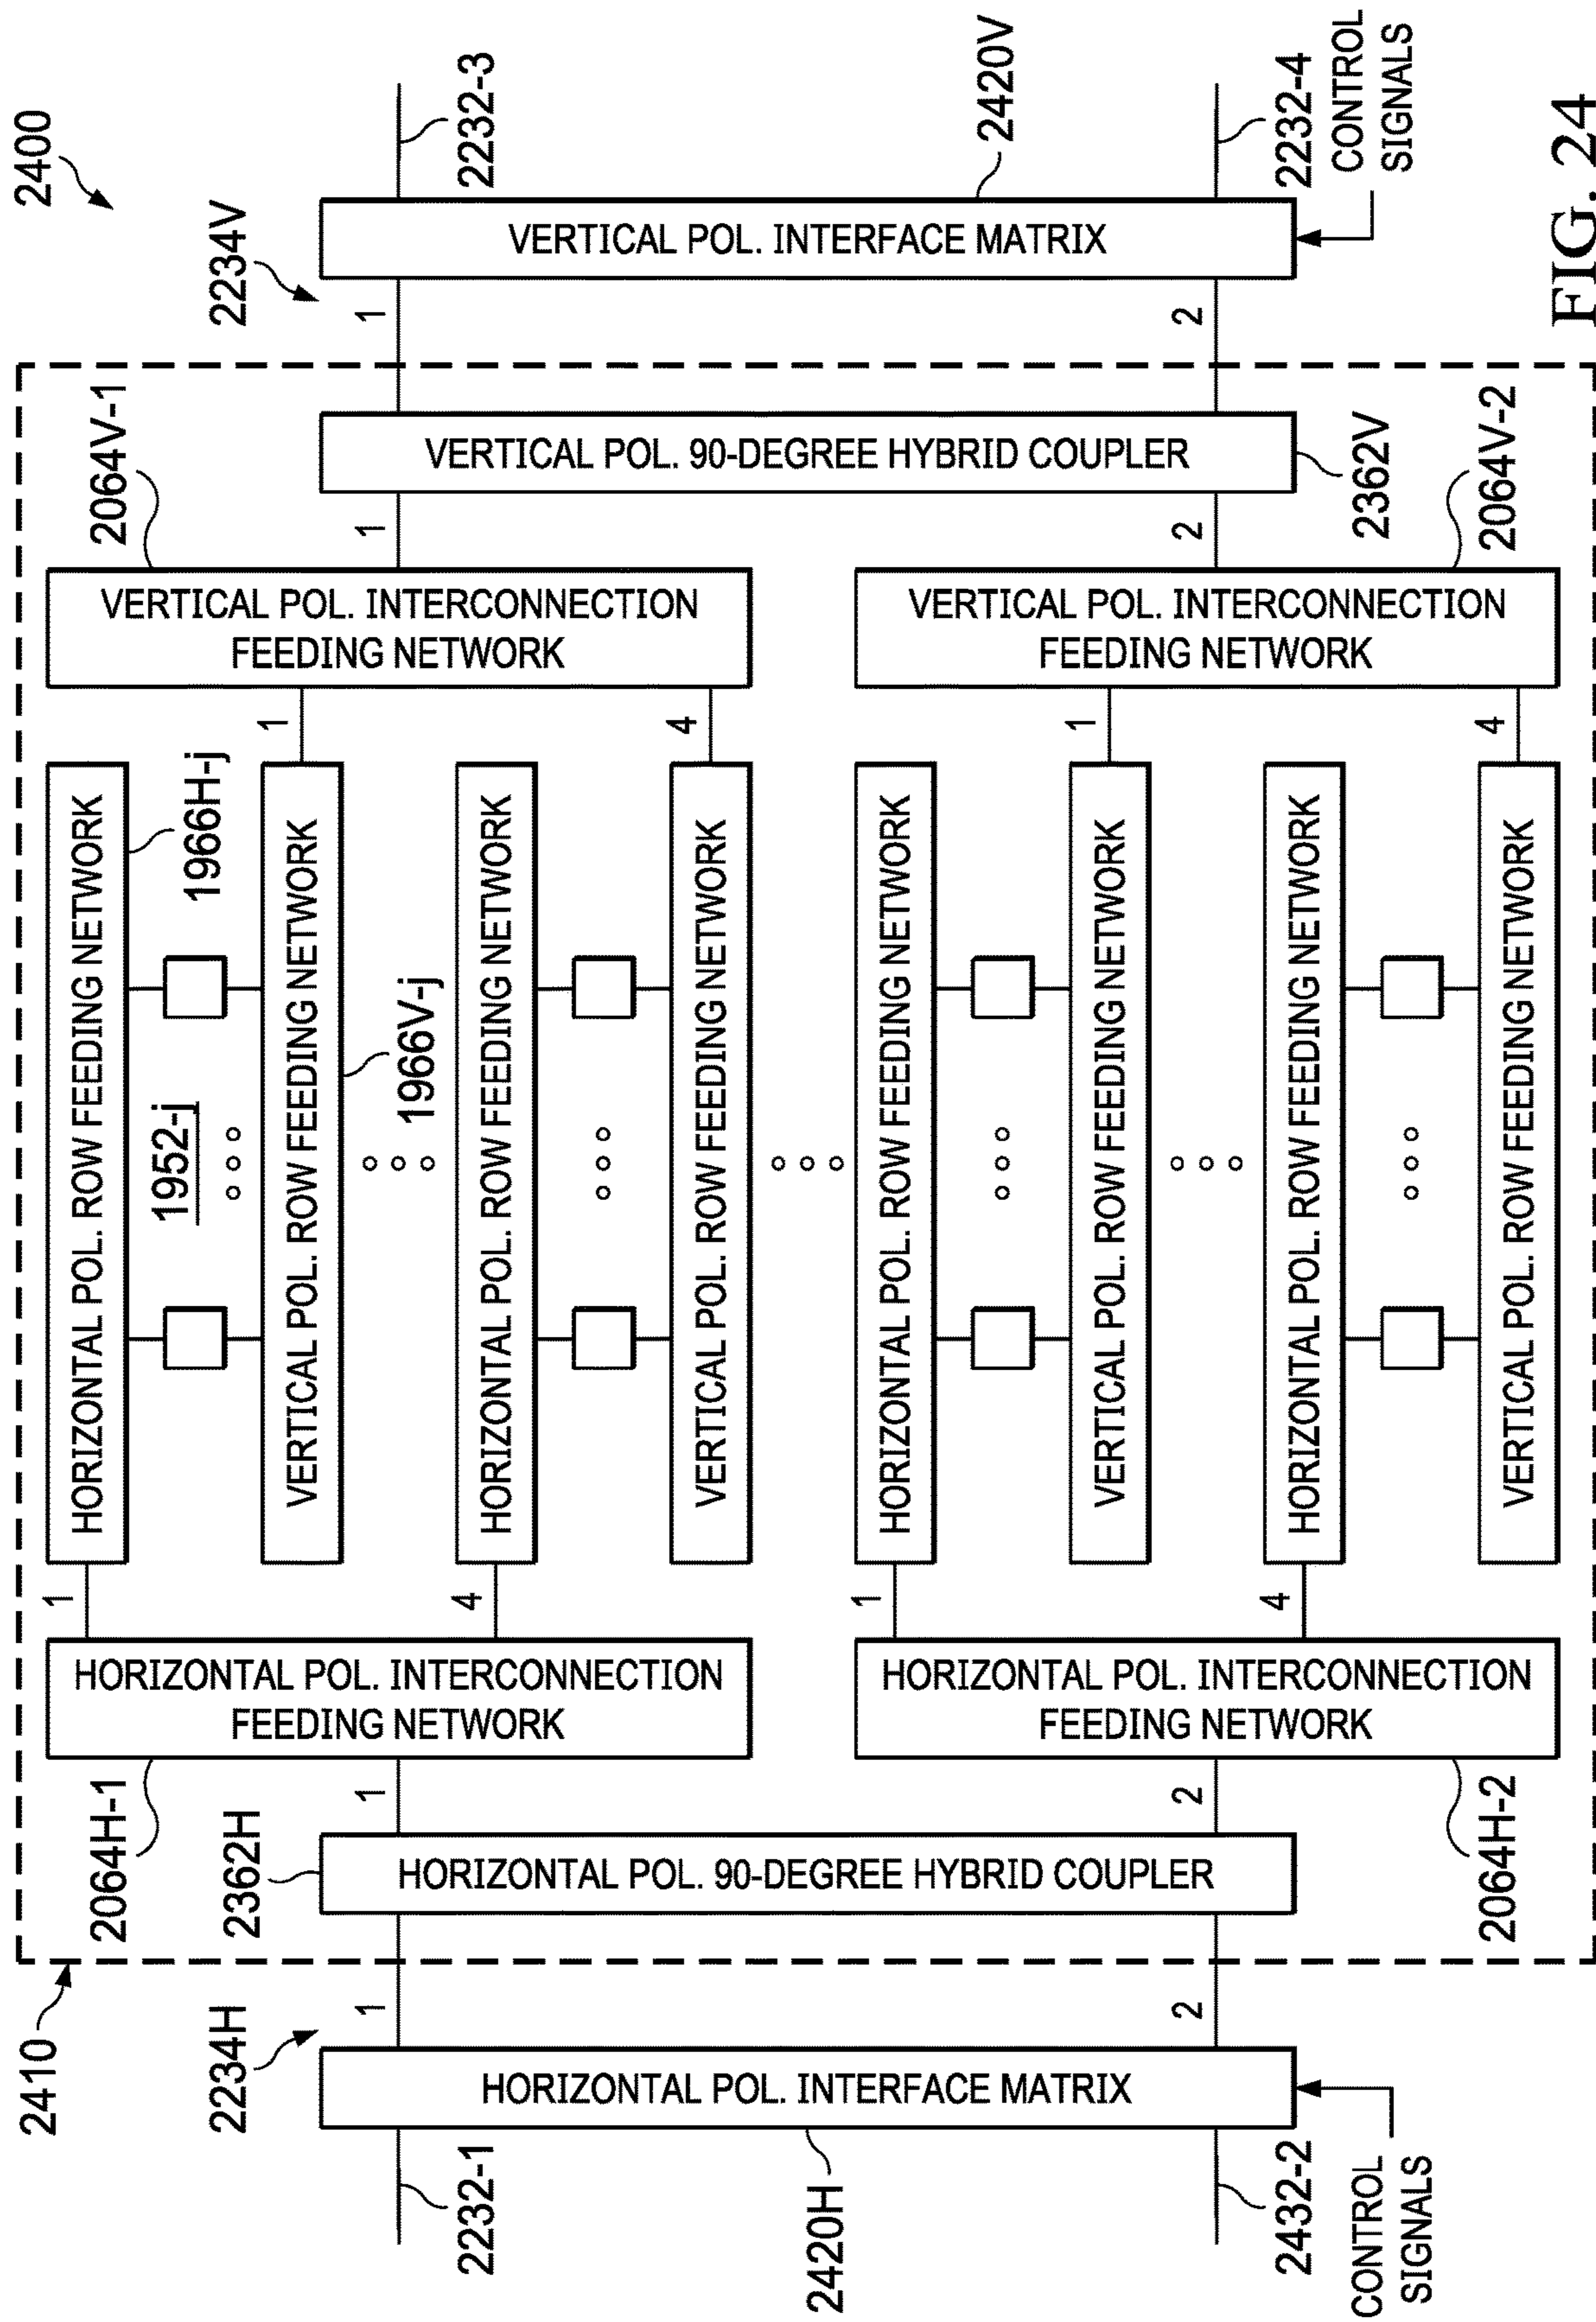 2400
2410
2234H
2362H
2064H-1
2064V-1
2234V
2232-1
1
1
1
1
1
1
2232-3
HORIZONTAL POL. INTERFACE MATRIX
HORIZONTAL POL. 90-DEGREE HYBRID COUPLER
HORIZONTAL POL. INTERCONNECTION
FEEDING NETWORK
HORIZONTAL POL. ROW FEEDING NETWORK
1966H-j
1952-j
VERTICAL POL. ROW FEEDING NETWORK
1966V-j
4
HORIZONTAL POL. ROW FEEDING NETWORK
VERTICAL POL. ROW FEEDING NETWORK
4
VERTICAL POL. INTERCONNECTION
FEEDING NETWORK
VERTICAL POL. 90-DEGREE HYBRID COUPLER
VERTICAL POL. INTERFACE MATRIX
2420H
2420V
HORIZONTAL POL. INTERCONNECTION
FEEDING NETWORK
1
HORIZONTAL POL. ROW FEEDING NETWORK
VERTICAL POL. ROW FEEDING NETWORK
1
4
HORIZONTAL POL. ROW FEEDING NETWORK
VERTICAL POL. ROW FEEDING NETWORK
4
VERTICAL POL. INTERCONNECTION
FEEDING NETWORK
2432-2
2
2
2
2
2232-4
2064H-2
2362V
2064V-2
CONTROL
SIGNALS
CONTROL
SIGNALS
FIG. 24